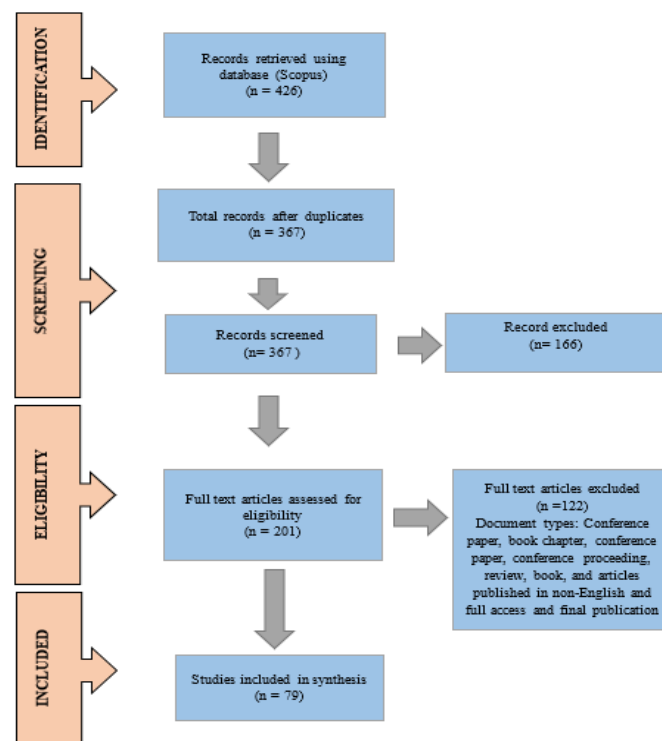 IDENTIFICATION
Records retrieved using
database (Scopus)
(n = 426)
SCREENING
Total records after duplicates
n = 367)
Records screened
(n= 367 )
Record excluded
(n= 166)
ELIGIBILITY
Full text articles assessed for
eligibility
(n = 201)
Full text articles excluded
(n =122)
Document types: Conference
paper, book chapter, conference
paper, conference proceeding,
review, book, and articles
published in non-English and
full access and final publication
INCLUDED
Studies included in synthesis
(n = 79)